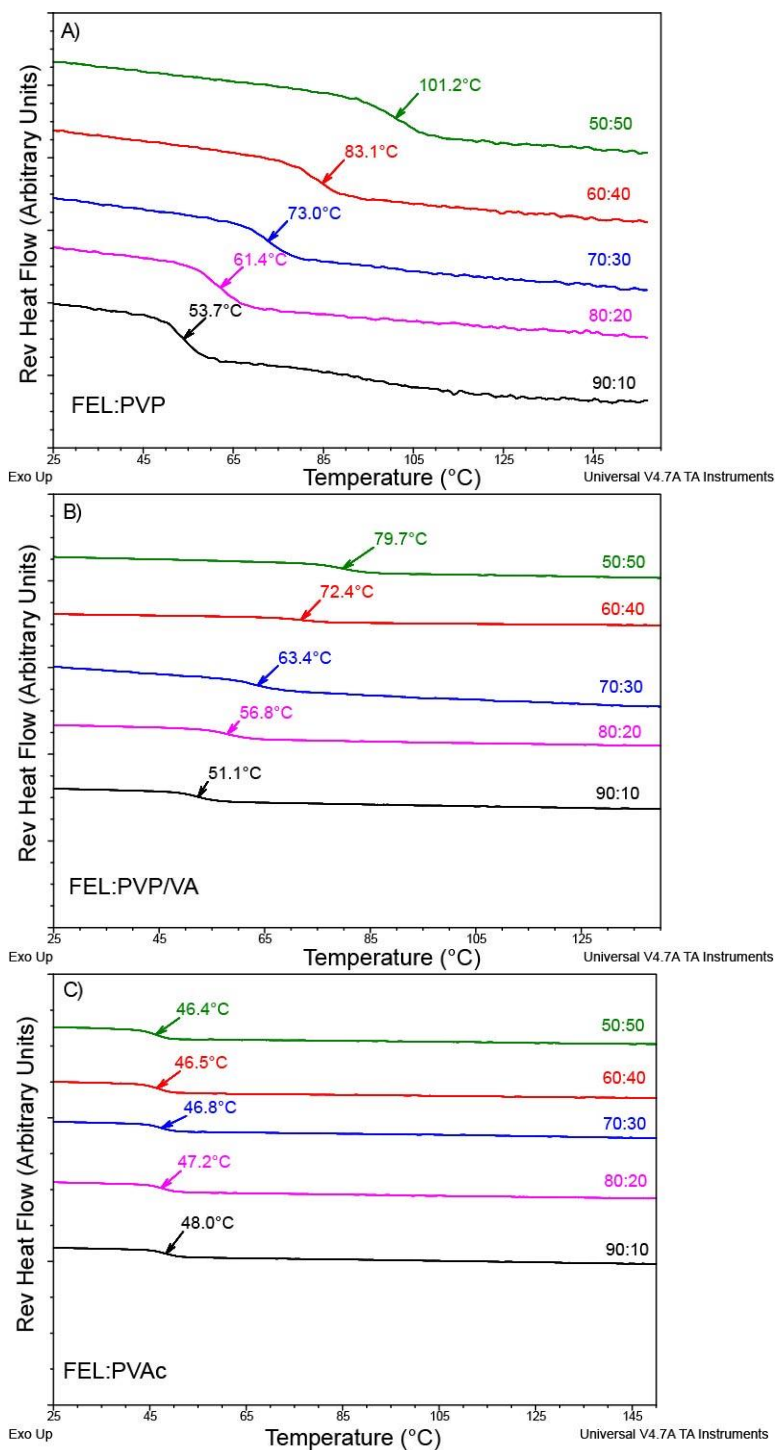 A)
101.2°C
50:50
83.1°C
60:40
73.0°C
70:30
61.4°C
80:20
53.7°C
90:10
FEL:PVP
Rev Heat Flow (Arbitrary Units)
25 45 65 85 105 125 145
Exo Up Temperature (°C) Universal V4.7A TA Instruments
B)
79.7°C
50:50
72.4°C
60:40
63.4°C
70:30
56.8°C
80:20
51.1°C
90:10
FEL:PVP/VA
Rev Heat Flow (Arbitrary Units)
25 45 65 85 105 125
Exo Up Temperature (°C) Universal V4.7A TA Instruments
C)
46.4°C
50:50
46.5°C
60:40
46.8°C
70:30
47.2°C
80:20
48.0°C
90:10
FEL:PVAc
Rev Heat Flow (Arbitrary Units)
25 45 65 85 105 125 145
Exo Up Temperature (°C) Universal V4.7A TA Instruments